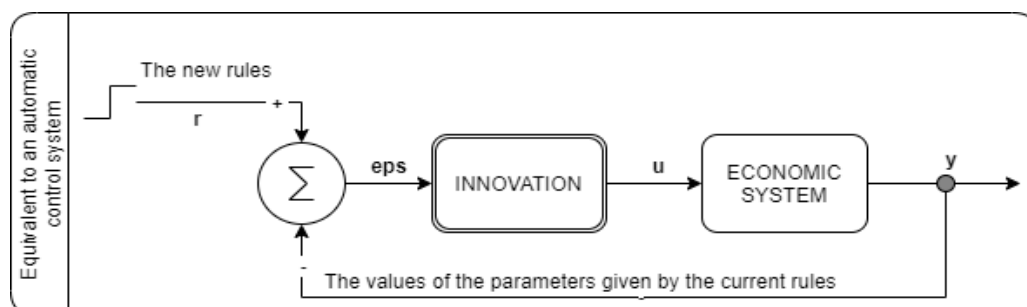 Equivalent to an automatic
control system
The new rules
r
+
Σ
eps
INNOVATION
u
ECONOMIC
SYSTEM
y
-
The values of the parameters given by the current rules